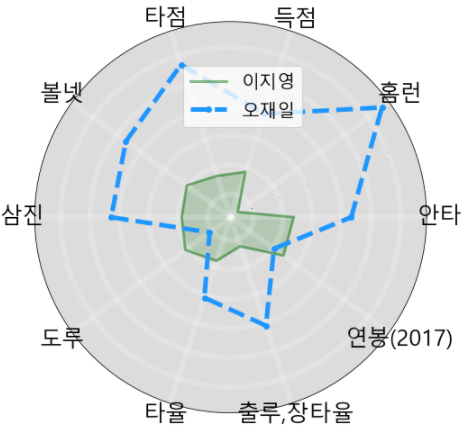 타점
득점
이지영
오재일
볼넷
홈런
삼진
안타
도루
연봉(2017)
타율
출루,장타율